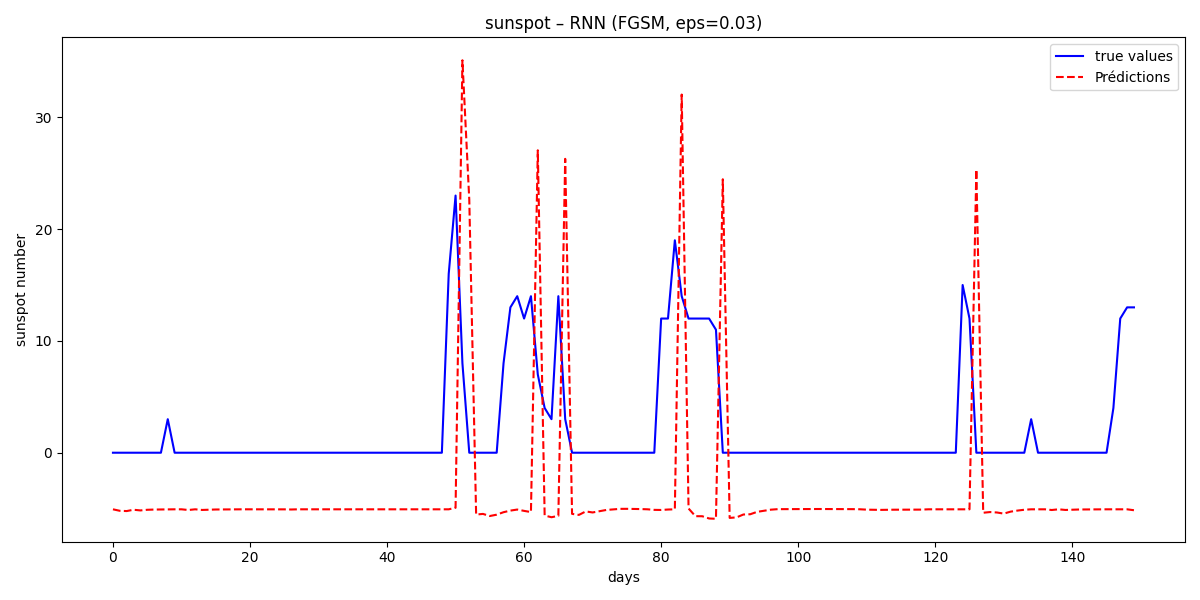 sunspot – RNN (FGSM, eps=0.03)
true values
Prédictions
sunspot number
30
20
10
0
0 20 40 60 80 100 120 140
days